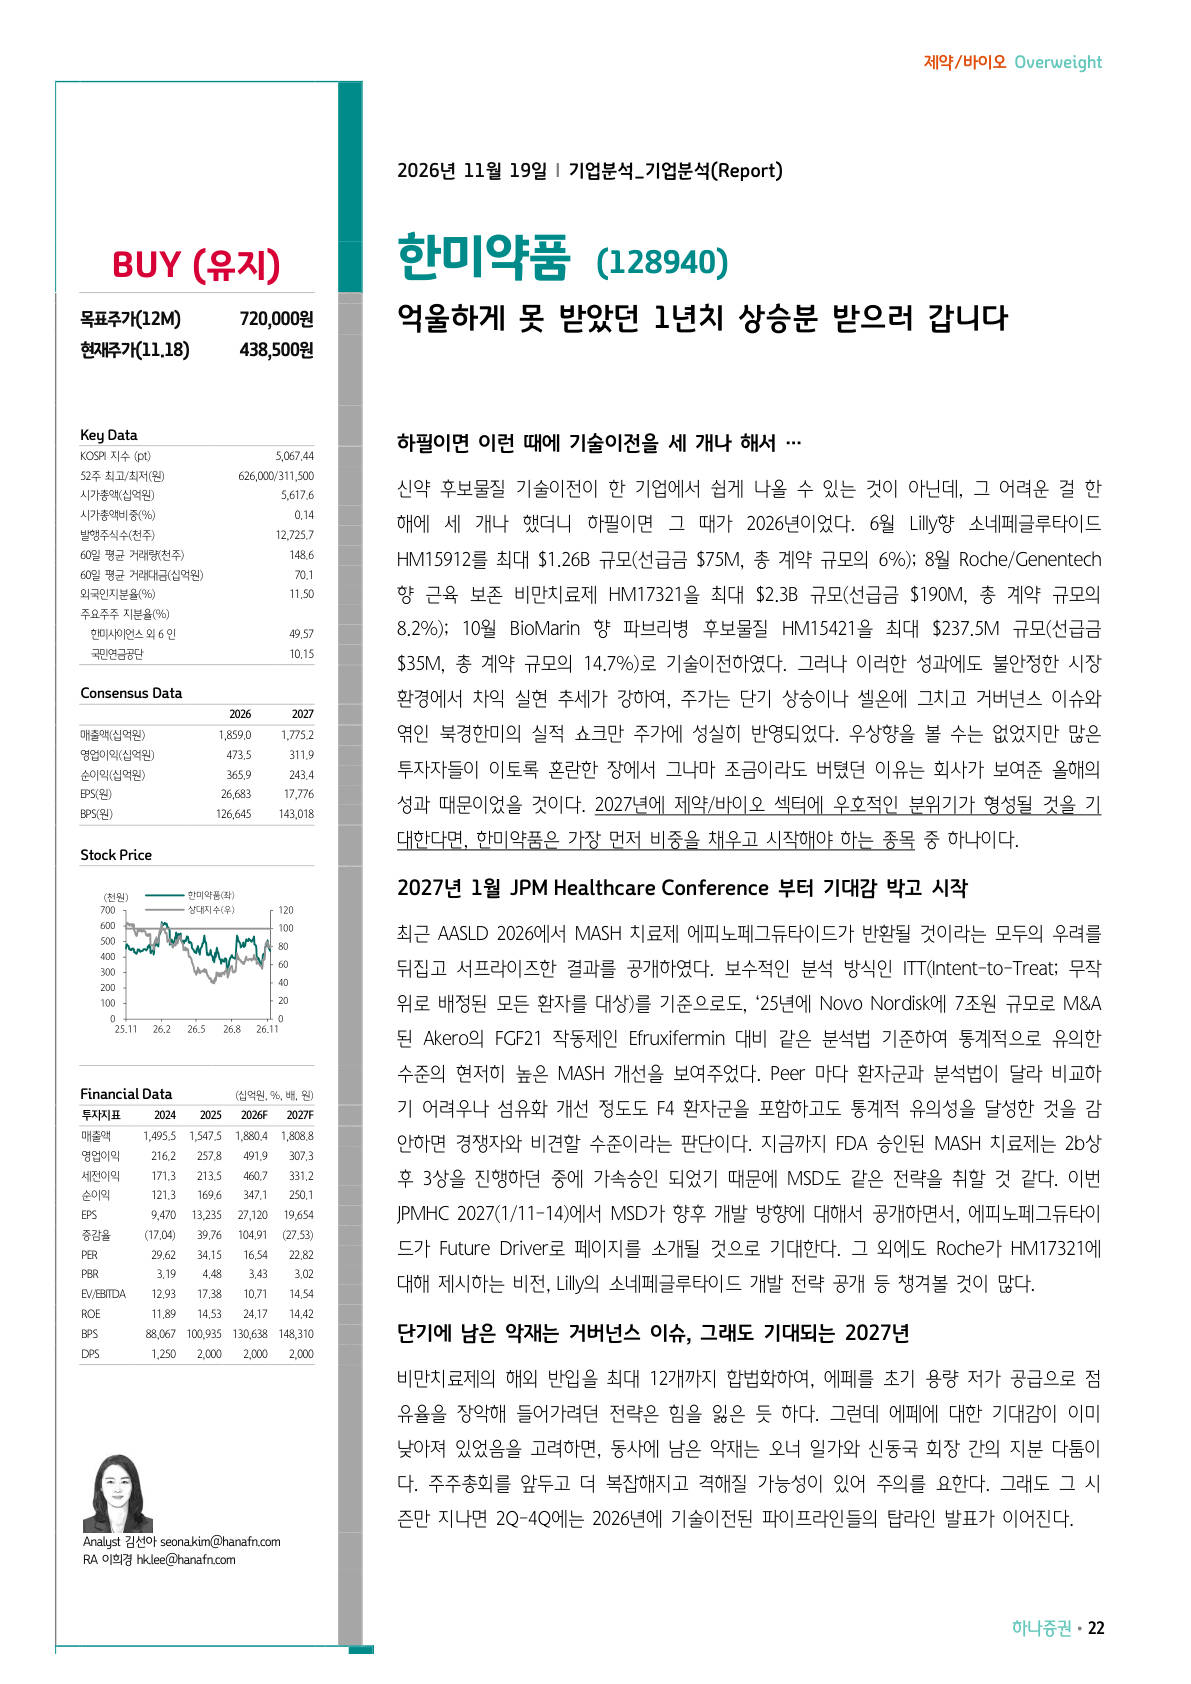 제약/바이오 Overweight
2026년 11월 19일 | 기업분석_기업분석(Report)
BUY (유지)
목표주가(12M) 720,000원
현재주가(11.18) 438,500원
Key Data
KOSPI 지수 (pt) 5,067.44
52주 최고/최저(원) 626,000/311,500
시가총액(십억원) 5,617.6
시가총액비중(%) 0.14
발행주식수(천주) 12,725.7
60일 평균 거래량(천주) 148.6
60일 평균 거래대금(십억원) 70.1
외국인지분율(%) 11.50
주요주주 지분율(%)
한미사이언스 외 6 인 49.57
국민연금공단 10.15
Consensus Data
2026 2027
매출액(십억원) 1,859.0 1,775.2
영업이익(십억원) 473.5 311.9
순이익(십억원) 365.9 243.4
EPS(원) 26,683 17,776
BPS(원) 126,645 143,018
Stock Price
(천원) 한미약품(좌)
상대지수(우)
700 120
600 100
500 80
400 60
300 40
200 20
100 0
0
25.11 26.2 26.5 26.8 26.11
Financial Data (십억원, %, 배, 원)
투자지표 2024 2025 2026F 2027F
매출액 1,495.5 1,547.5 1,880.4 1,808.8
영업이익 216.2 257.8 491.9 307.3
세전이익 171.3 213.5 460.7 331.2
순이익 121.3 169.6 347.1 250.1
EPS 9,470 13,235 27,120 19,654
증감율 (17.04) 39.76 104.91 (27.53)
PER 29.62 34.15 16.54 22.82
PBR 3.19 4.48 3.43 3.02
EV/EBITDA 12.93 17.38 10.71 14.54
ROE 11.89 14.53 24.17 14.42
BPS 88,067 100,935 130,638 148,310
DPS 1,250 2,000 2,000 2,000
Analyst 김선아 seona.kim@hanafn.com
RA 이희경 hk.lee@hanafn.com
한미약품 (128940)
억울하게 못 받았던 1년치 상승분 받으러 갑니다
하필이면 이런 때에 기술이전을 세 개나 해서 …
신약 후보물질 기술이전이 한 기업에서 쉽게 나올 수 있는 것이 아닌데, 그 어려운 걸 한
해에 세 개나 했더니 하필이면 그 때가 2026년이었다. 6월 Lilly향 소네페글루타이드
HM15912를 최대 $1.26B 규모(선급금 $75M, 총 계약 규모의 6%); 8월 Roche/Genentech
향 근육 보존 비만치료제 HM17321을 최대 $2.3B 규모(선급금 $190M, 총 계약 규모의
8.2%); 10월 BioMarin 향 파브리병 후보물질 HM15421을 최대 $237.5M 규모(선급금
$35M, 총 계약 규모의 14.7%)로 기술이전하였다. 그러나 이러한 성과에도 불안정한 시장
환경에서 차익 실현 추세가 강하여, 주가는 단기 상승이나 셀온에 그치고 거버넌스 이슈와
엮인 북경한미의 실적 쇼크만 주가에 성실히 반영되었다. 우상향을 볼 수는 없었지만 많은
투자자들이 이토록 혼란한 장에서 그나마 조금이라도 버텼던 이유는 회사가 보여준 올해의
성과 때문이었을 것이다. 2027년에 제약/바이오 섹터에 우호적인 분위기가 형성될 것을 기
대한다면, 한미약품은 가장 먼저 비중을 채우고 시작해야 하는 종목 중 하나이다.
2027년 1월 JPM Healthcare Conference 부터 기대감 박고 시작
최근 AASLD 2026에서 MASH 치료제 에피노페그듀타이드가 반환될 것이라는 모두의 우려를
뒤집고 서프라이즈한 결과를 공개하였다. 보수적인 분석 방식인 ITT(Intent-to-Treat; 무작
위로 배정된 모든 환자를 대상)를 기준으로도, ‘25년에 Novo Nordisk에 7조원 규모로 M&A
된 Akero의 FGF21 작동제인 Efruxifermin 대비 같은 분석법 기준하여 통계적으로 유의한
수준의 현저히 높은 MASH 개선을 보여주었다. Peer 마다 환자군과 분석법이 달라 비교하
기 어려우나 섬유화 개선 정도도 F4 환자군을 포함하고도 통계적 유의성을 달성한 것을 감
안하면 경쟁자와 비견할 수준이라는 판단이다. 지금까지 FDA 승인된 MASH 치료제는 2b상
후 3상을 진행하던 중에 가속승인 되었기 때문에 MSD도 같은 전략을 취할 것 같다. 이번
JPMHC 2027(1/11-14)에서 MSD가 향후 개발 방향에 대해서 공개하면서, 에피노페그듀타이
드가 Future Driver로 페이지를 소개될 것으로 기대한다. 그 외에도 Roche가 HM17321에
대해 제시하는 비전, Lilly의 소네페글루타이드 개발 전략 공개 등 챙겨볼 것이 많다.
단기에 남은 악재는 거버넌스 이슈, 그래도 기대되는 2027년
비만치료제의 해외 반입을 최대 12개까지 합법화하여, 에페를 초기 용량 저가 공급으로 점
유율을 장악해 들어가려던 전략은 힘을 잃은 듯 하다. 그런데 에페에 대한 기대감이 이미
낮아져 있었음을 고려하면, 동사에 남은 악재는 오너 일가와 신동국 회장 간의 지분 다툼이
다. 주주총회를 앞두고 더 복잡해지고 격해질 가능성이 있어 주의를 요한다. 그래도 그 시
즌만 지나면 2Q-4Q에는 2026년에 기술이전된 파이프라인들의 탑라인 발표가 이어진다.
하나증권 • 22